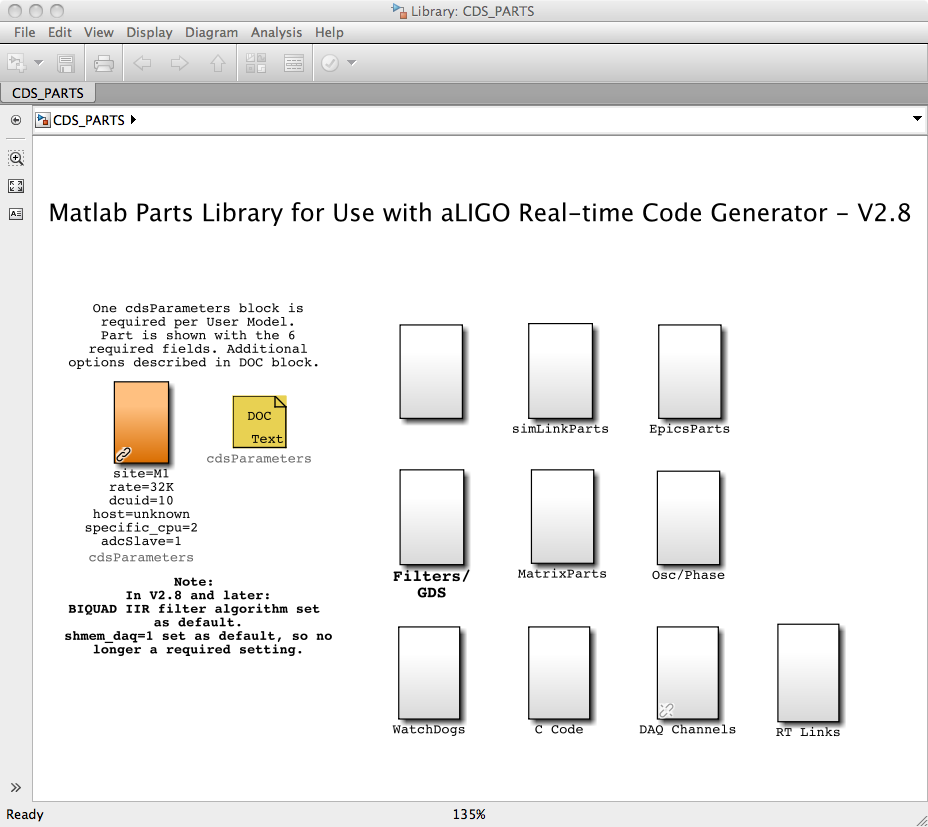 Library: CDS_PARTS
File Edit View Display Diagram Analysis Help
CDS_PARTS
CDS_PARTS
Matlab Parts Library for Use with aLIGO Real-time Code Generator - V2.8
One cdsParameters block is
required per User Model.
Part is shown with the 6
required fields. Additional
options described in DOC block.
DOC
Text
cdsParameters
site=M1
rate=32K
dcuid=10
host=unknown
specific_cpu=2
adcSlave=1
cdsParameters
Note:
In V2.8 and later:
BIQUAD IIR filter algorithm set
as default.
shmem_daq=1 set as default, so no
longer a required setting.
simLinkParts
EpicsParts
Filters/
GDS
MatrixParts
Osc/Phase
WatchDogs
C Code
DAQ Channels
RT Links
Ready 135%